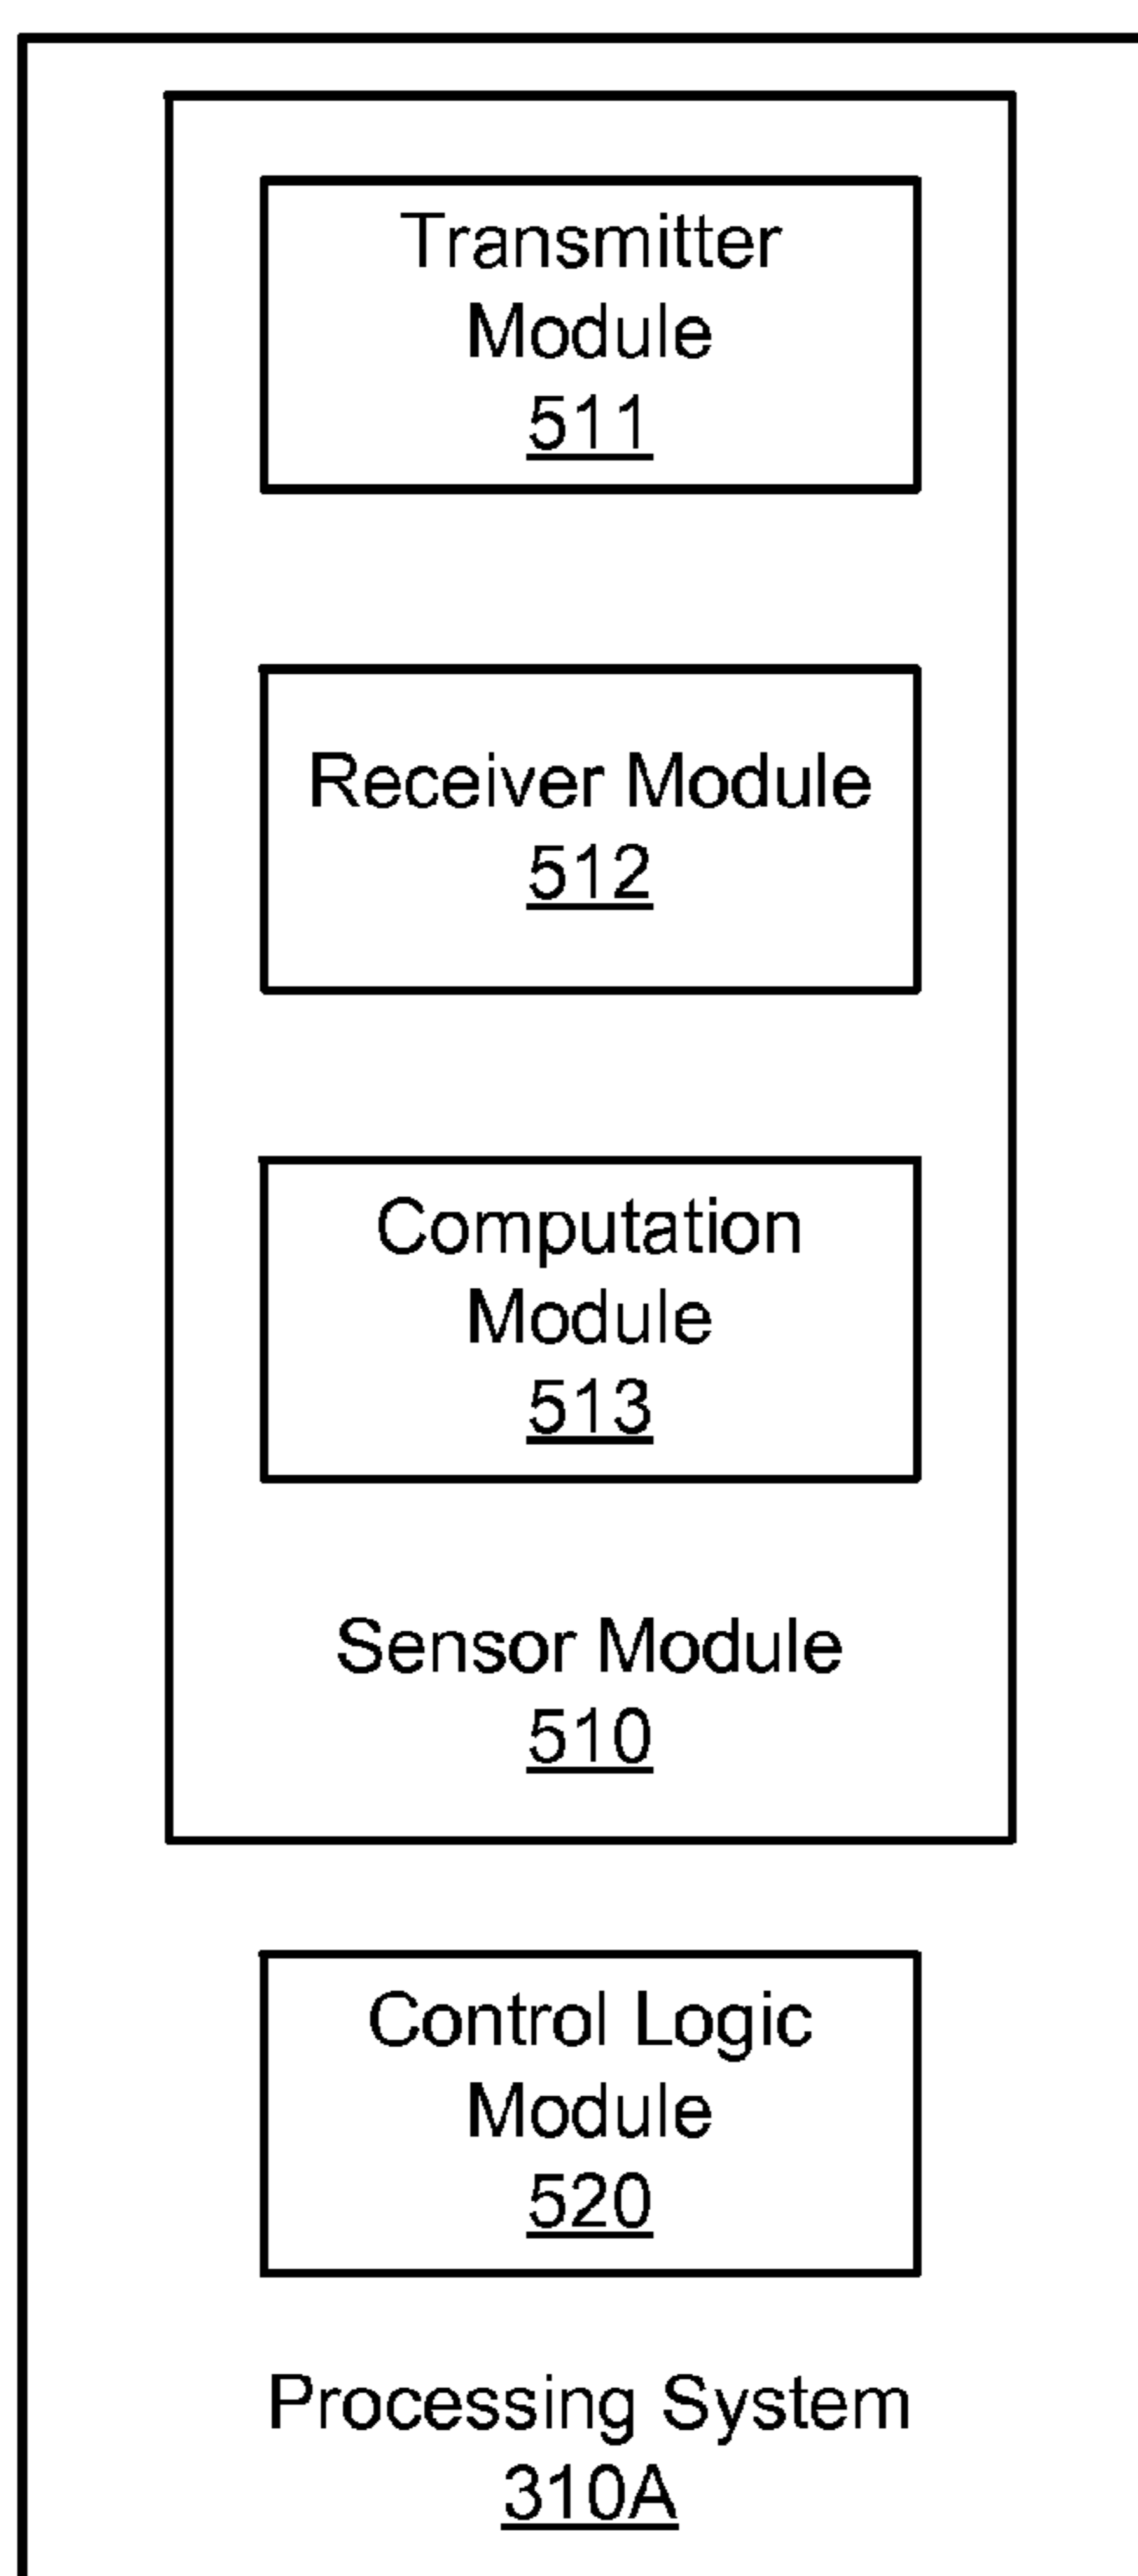 Transmitter
Module
511
Receiver Module
512
Computation
Module
513
Sensor Module
510
Control Logic
Module
520
Processing System
310A